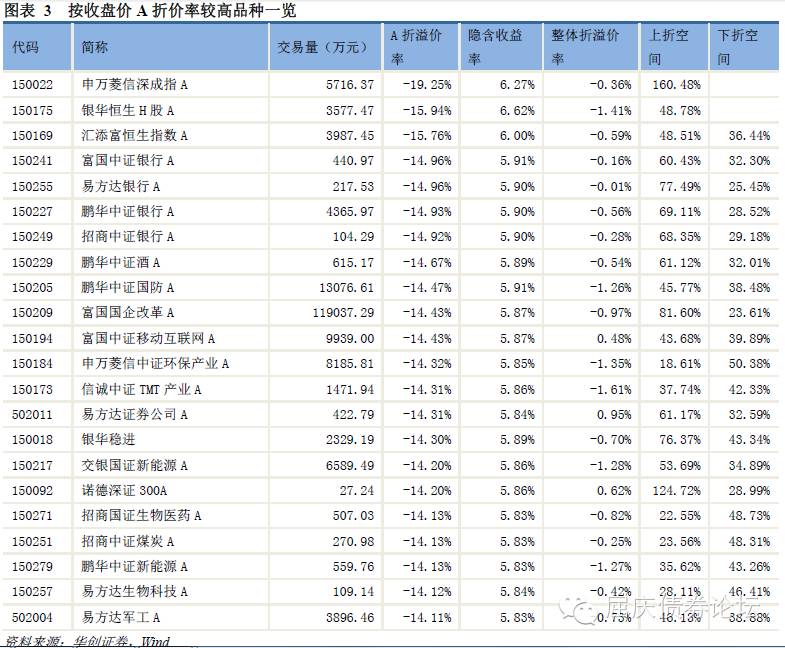 图表 3 按收盘价 A 折价率较高品种一览
代码 简称 交易量（万元） A 折溢价率 隐含收益率 整体折溢价率 上折空间 下折空间
150022 申万菱信深成指 A 5716.37 -19.25% 6.27% -0.36% 160.48%
150175 银华恒生 H 股 A 3577.47 -15.94% 6.62% -1.41% 48.78%
150169 汇添富恒生指数 A 3987.45 -15.76% 6.00% -0.59% 48.51% 36.44%
150241 富国中证银行 A 440.97 -14.96% 5.91% -0.16% 60.43% 32.30%
150255 易方达银行 A 217.53 -14.96% 5.90% -0.01% 77.49% 25.45%
150227 鹏华中证银行 A 4365.97 -14.93% 5.90% -0.56% 69.11% 28.52%
150249 招商中证银行 A 104.29 -14.92% 5.90% -0.28% 68.35% 29.18%
150229 鹏华中证酒 A 615.17 -14.67% 5.89% -0.54% 61.12% 32.01%
150205 鹏华中证国防 A 13076.61 -14.47% 5.91% -1.26% 45.77% 38.48%
150209 富国国企改革 A 119037.29 -14.43% 5.87% -0.97% 81.60% 23.61%
150194 富国中证移动互联网 A 9939.00 -14.43% 5.87% 0.48% 43.68% 39.89%
150184 申万菱信中证环保产业 A 8185.81 -14.32% 5.85% -1.35% 18.61% 50.38%
150173 信诚中证 TMT 产业 A 1471.94 -14.31% 5.86% -1.61% 37.74% 42.33%
502011 易方达证券公司 A 422.79 -14.31% 5.84% 0.95% 61.17% 32.59%
150018 银华稳进 2329.19 -14.30% 5.89% -0.70% 76.37% 43.34%
150217 交银国证新能源 A 6589.49 -14.20% 5.86% -1.28% 53.69% 34.89%
150092 诺德深证 300A 27.24 -14.20% 5.86% 0.62% 124.72% 28.99%
150271 招商国证生物医药 A 507.03 -14.13% 5.83% -0.82% 22.55% 48.73%
150251 招商中证煤炭 A 270.98 -14.13% 5.83% -0.25% 23.56% 48.31%
150279 鹏华中证新能源 A 559.76 -14.13% 5.83% -1.27% 35.62% 43.26%
150257 易方达生物科技 A 109.14 -14.12% 5.84% -0.42% 28.11% 46.41%
502004 易方达军工 A 3896.46 -14.11% 5.83%
屈庆债券论坛
资料来源：华创证券，Wind